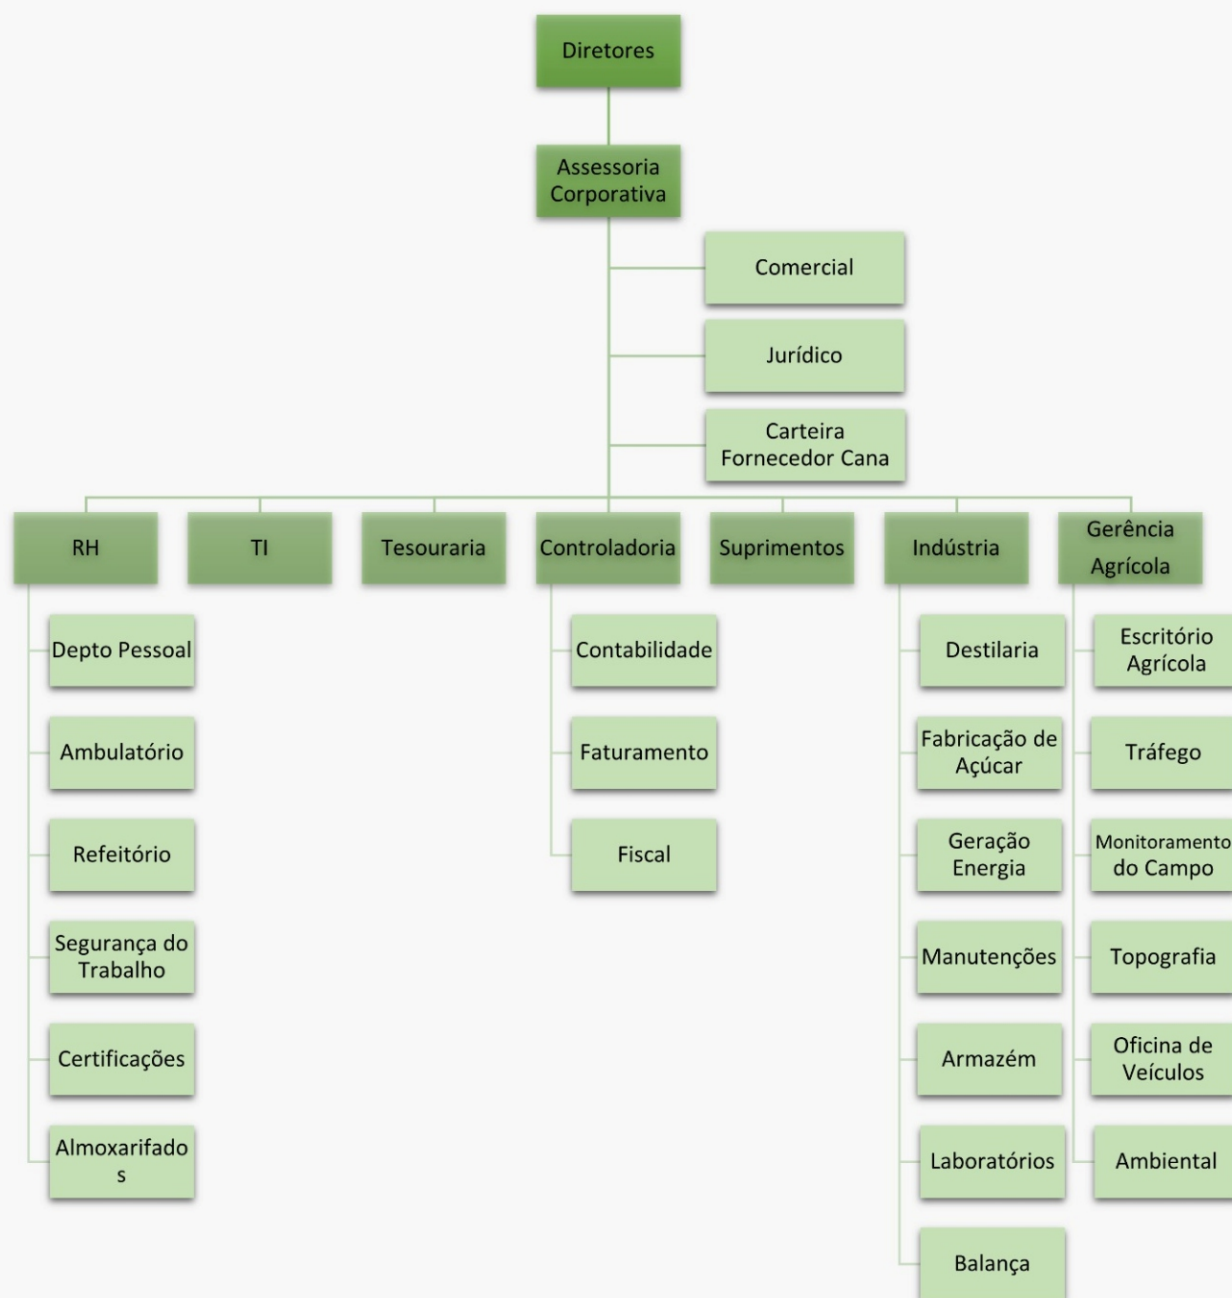 Diretores
Assessoria
Corporativa
Comercial
Jurídico
Carteira
Fornecedor Cana
RH
TI
Tesouraria
Controladoria
Suprimentos
Indústria
Gerência
Agrícola
Depto Pessoal
Ambulatório
Refeitório
Segurança do
Trabalho
Certificações
Almoxarifado
s
Contabilidade
Faturamento
Fiscal
Destilaria
Fabricação de
Açúcar
Geração
Energia
Manutenções
Armazém
Laboratórios
Balança
Escritório
Agrícola
Tráfego
Monitoramento
do Campo
Topografia
Oficina de
Veículos
Ambiental